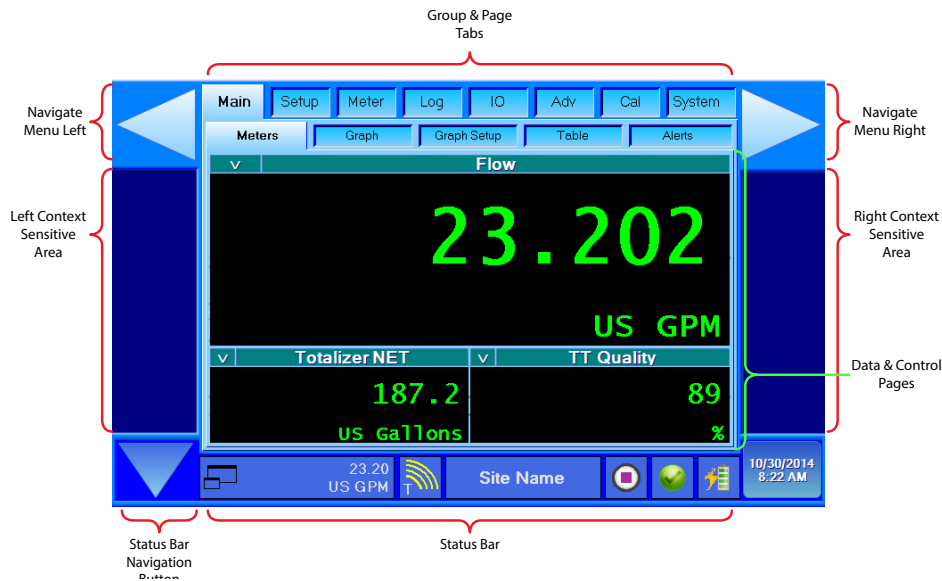 Group & Page
Tabs
Navigate
Menu Left
Main Setup Meter Log IO Adv Cal System
Navigate
Menu Right
Meters Graph Graph Setup Table Alerts
v Flow
23.202
US GPM
Left Context
Sensitive
Area
Right Context
Sensitive
Area
v Totalizer NET
187.2
US Gallons
v TT Quality
89
%
Data & Control
Pages
23.20
US GPM
T
Site Name
10/30/2014
8:22 AM
Status Bar
Navigation
Button
Status Bar